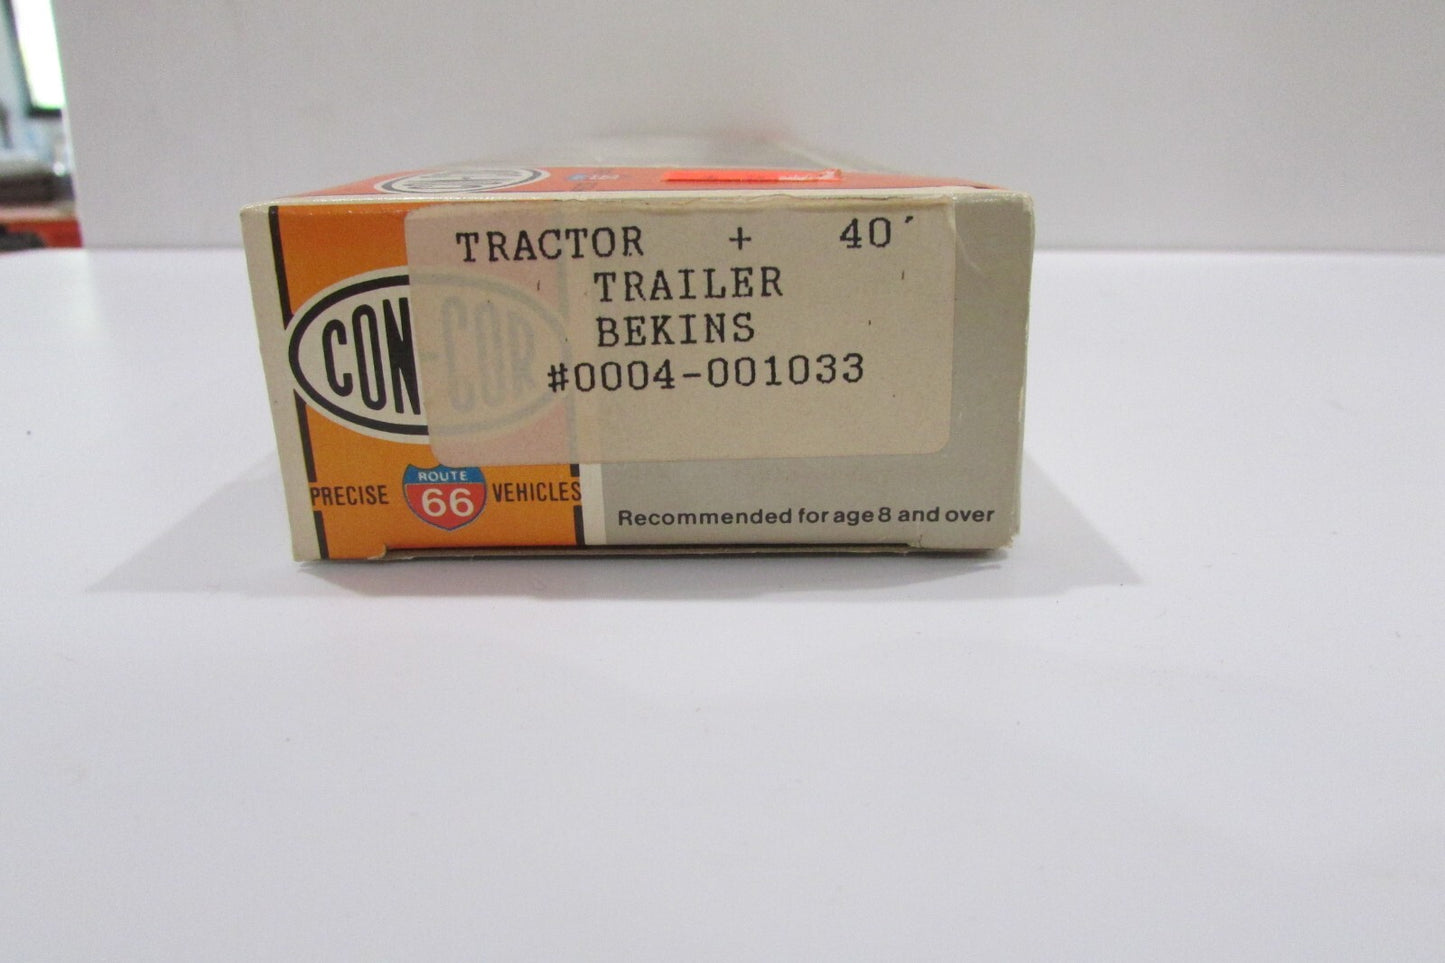 TRACTOR + 40'
TRAILER
BEKINS
#0004-001033
CON-COR
PRECISE ROUTE 66 VEHICLES
Recommended for age 8 and over